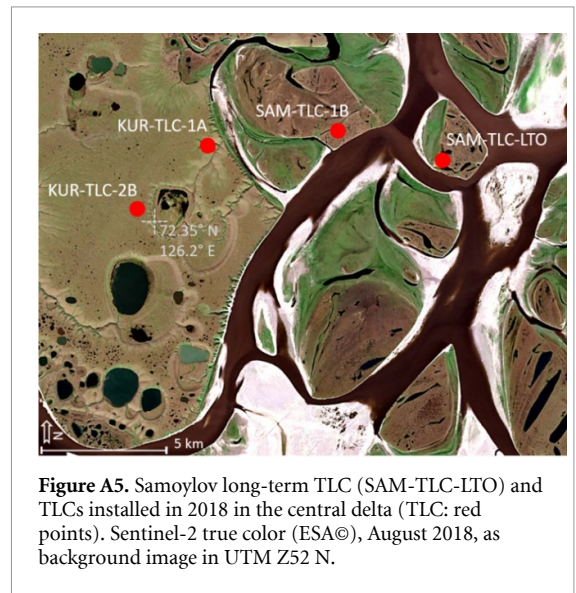 SAM-TLC-1B
KUR-TLC-1A
SAM-TLC-LTO
KUR-TLC-2B
72.35° N
126.2° E
N
5 km
Figure A5. Samoylov long-term TLC (SAM-TLC-LTO) and
TLCs installed in 2018 in the central delta (TLC: red
points). Sentinel-2 true color (ESA©), August 2018, as
background image in UTM Z52 N.